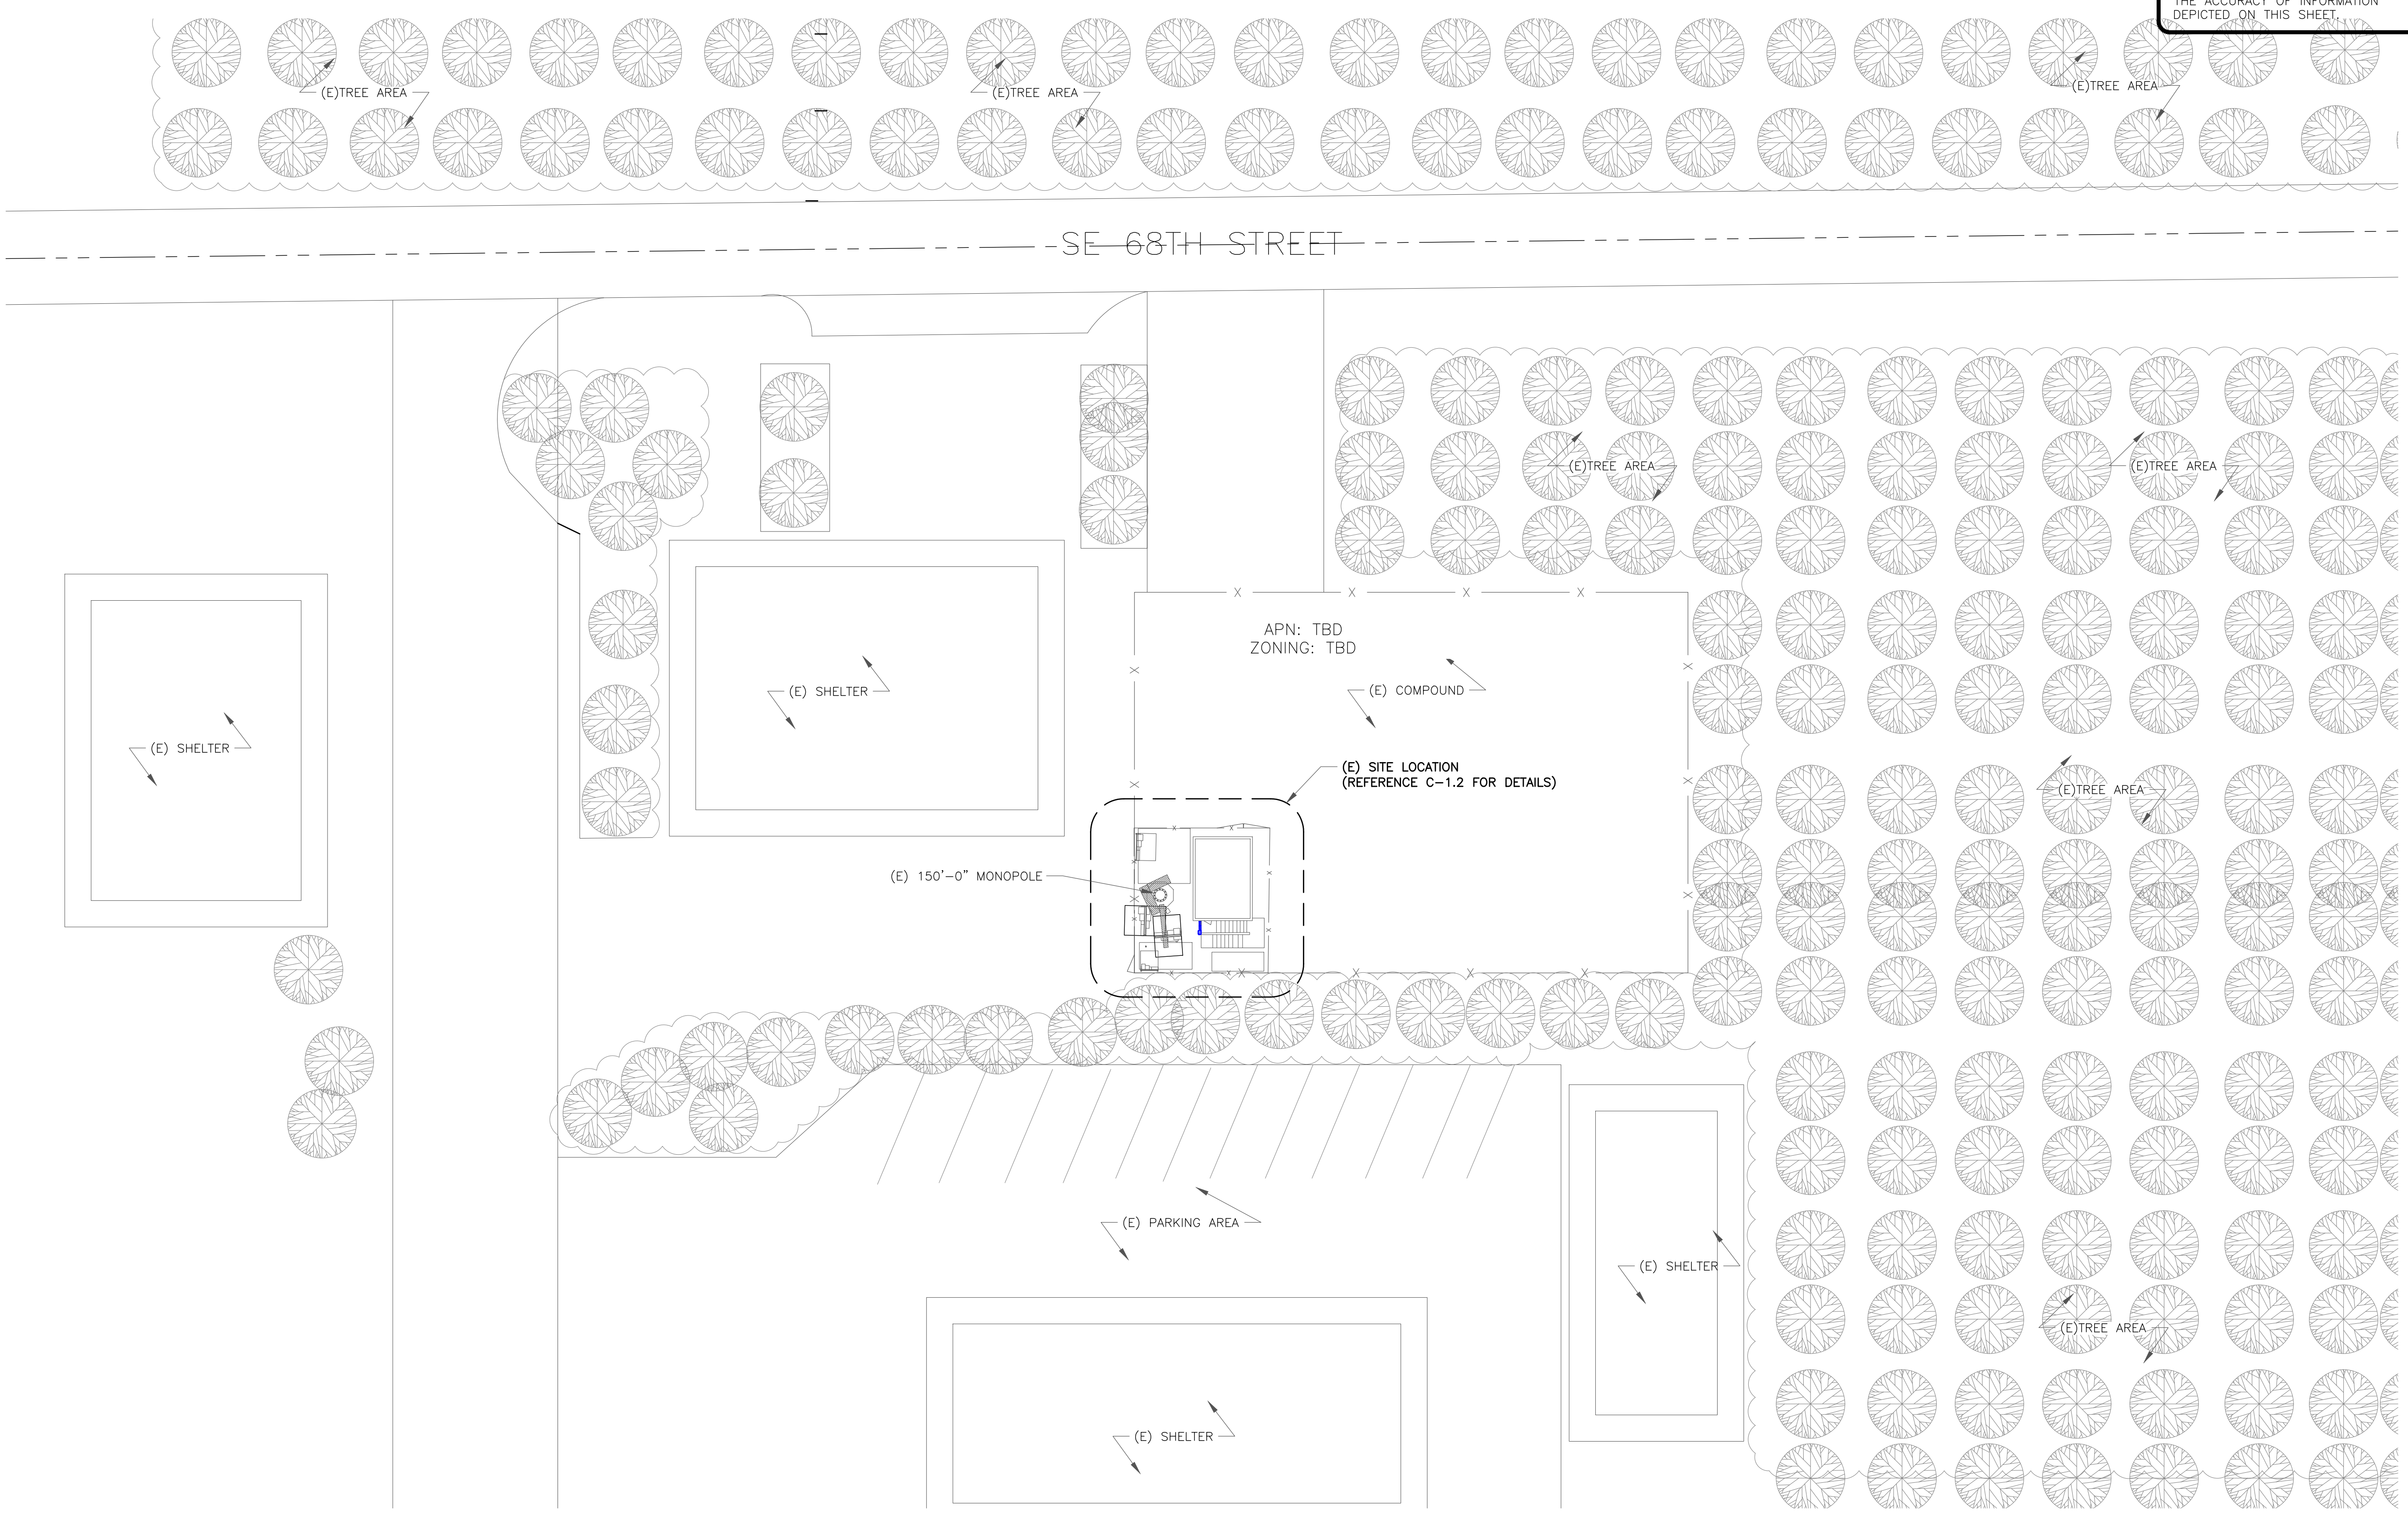 THE ACCURACY OF INFORMATION
DEPICTED ON THIS SHEET.
(E)TREE AREA
(E)TREE AREA
(E)TREE AREA
SE 68TH STREET
(E)TREE AREA
(E)TREE AREA
APN: TBD
ZONING: TBD
(E) SHELTER
(E) COMPOUND
(E) SHELTER
(E) SITE LOCATION
(REFERENCE C-1.2 FOR DETAILS)
(E)TREE AREA
(E) 150'-0" MONOPOLE
(E) PARKING AREA
(E) SHELTER
(E)TREE AREA
(E) SHELTER